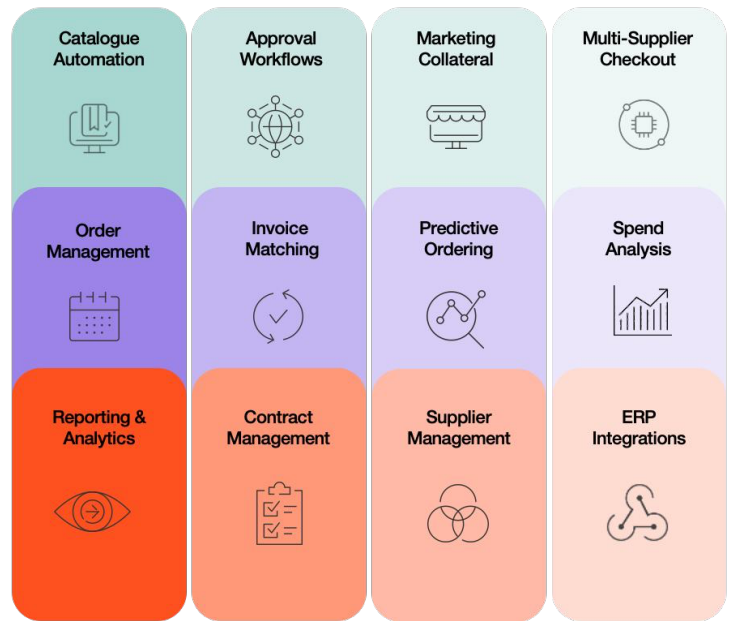 Catalogue
Automation
Approval
Workflows
Marketing
Collateral
Multi-Supplier
Checkout
Order
Management
Invoice
Matching
Predictive
Ordering
Spend
Analysis
Reporting &
Analytics
Contract
Management
Supplier
Management
ERP
Integrations